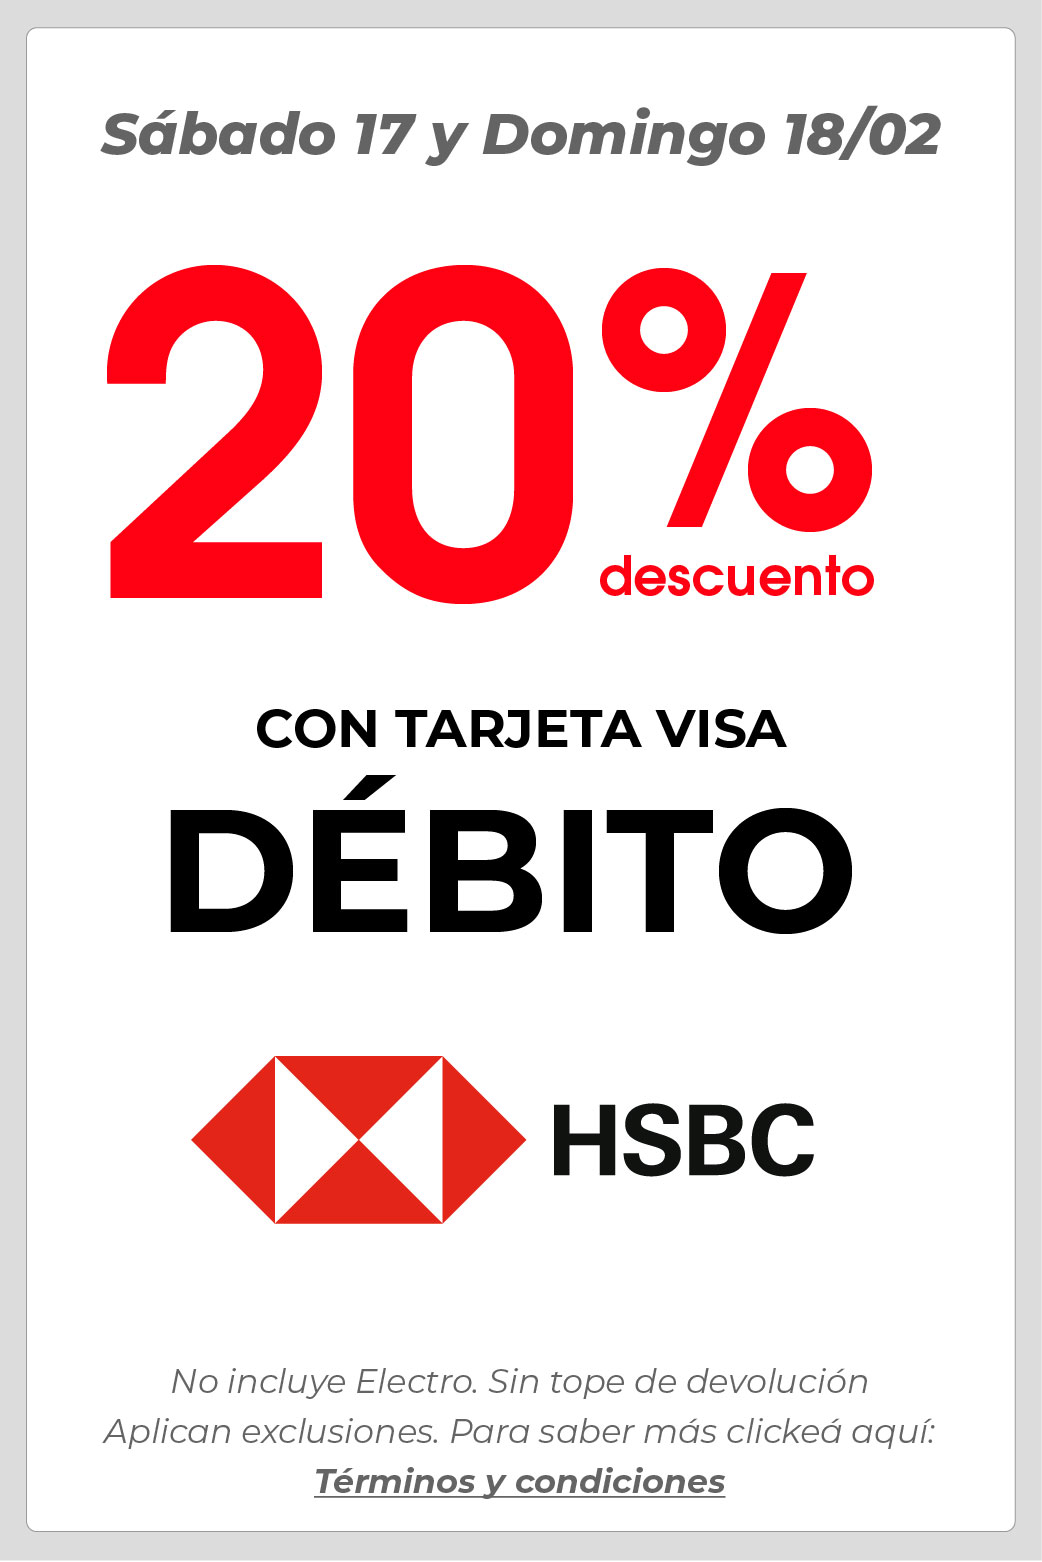 Sábado 17 y Domingo 18/02
20%
descuento
CON TARJETA VISA
DÉBITO
HSBC
No incluye Electro. Sin tope de devolución
Aplican exclusiones. Para saber más clickeá aquí:
Términos y condiciones